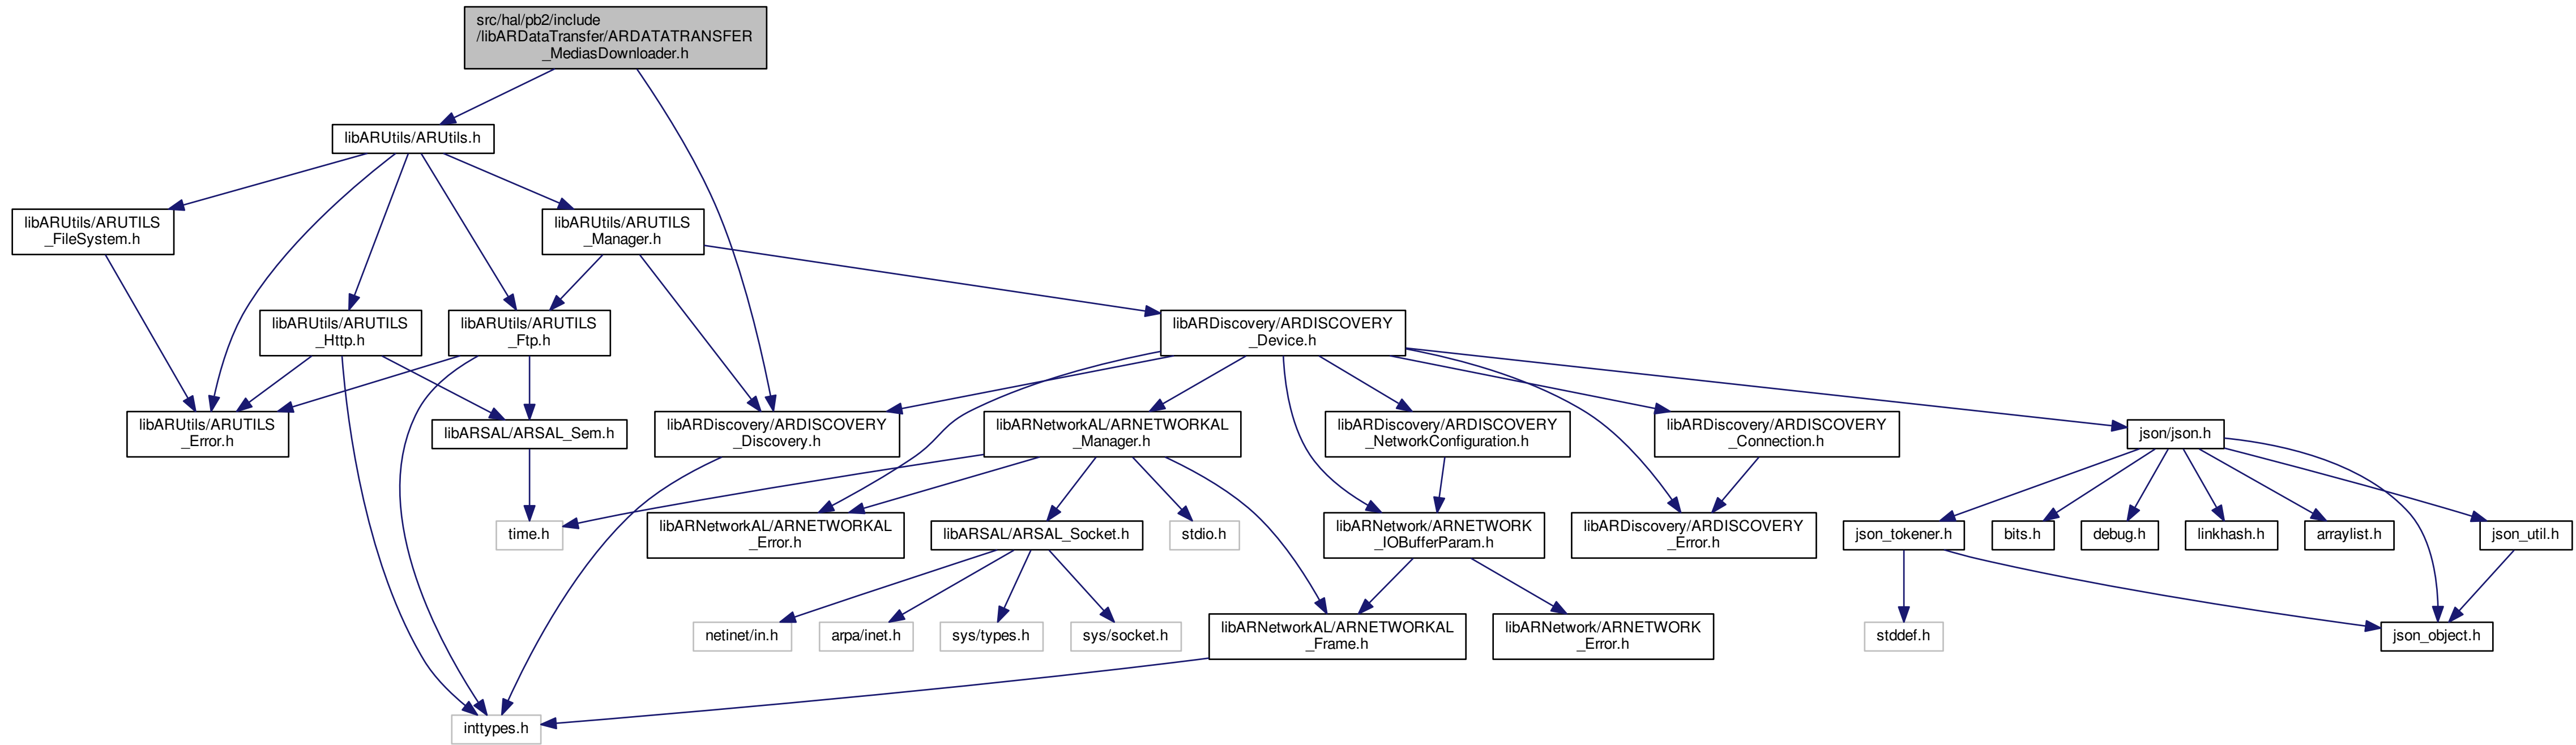 src/hal/pb2/include
/libARDataTransfer/ARDATATRANSFER
_MediasDownloader.h
libARUtils/ARUtils.h
libARUtils/ARUTILS
_FileSystem.h
libARUtils/ARUTILS
_Manager.h
libARUtils/ARUTILS
_Http.h
libARUtils/ARUTILS
_Ftp.h
libARDiscovery/ARDISCOVERY
_Device.h
libARUtils/ARUTILS
_Error.h
libARSAL/ARSAL_Sem.h
libARDiscovery/ARDISCOVERY
_Discovery.h
libARNetworkAL/ARNETWORKAL
_Manager.h
libARDiscovery/ARDISCOVERY
_NetworkConfiguration.h
libARDiscovery/ARDISCOVERY
_Connection.h
json/json.h
time.h
libARNetworkAL/ARNETWORKAL
_Error.h
libARSAL/ARSAL_Socket.h
stdio.h
libARNetwork/ARNETWORK
_IOBufferParam.h
libARDiscovery/ARDISCOVERY
_Error.h
json_tokener.h
bits.h
debug.h
linkhash.h
arraylist.h
json_util.h
netinet/in.h
arpa/inet.h
sys/types.h
sys/socket.h
libARNetworkAL/ARNETWORKAL
_Frame.h
libARNetwork/ARNETWORK
_Error.h
stddef.h
json_object.h
inttypes.h